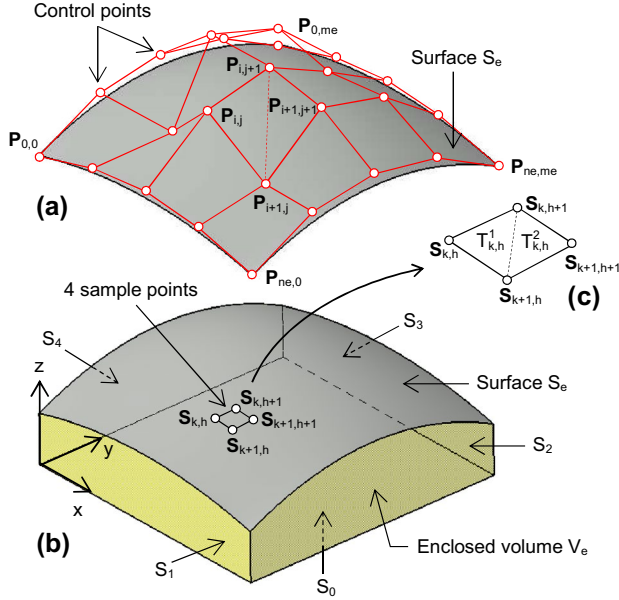 Control points
P0,me
Surface Se
Pi,j+1
Pi,j
Pi+1,j+1
P0,0
Pne,me
(a)
Pi+1,j
Sk,h+1
T1k,h
T2k,h
Sk,h
Sk+1,h+1
Pne,0
Sk+1,h
(c)
4 sample points
S3
S4
z
Surface Se
Sk,h+1
Sk,h
Sk+1,h+1
Sk+1,h
S2
y
x
(b)
Enclosed volume Ve
S1
S0